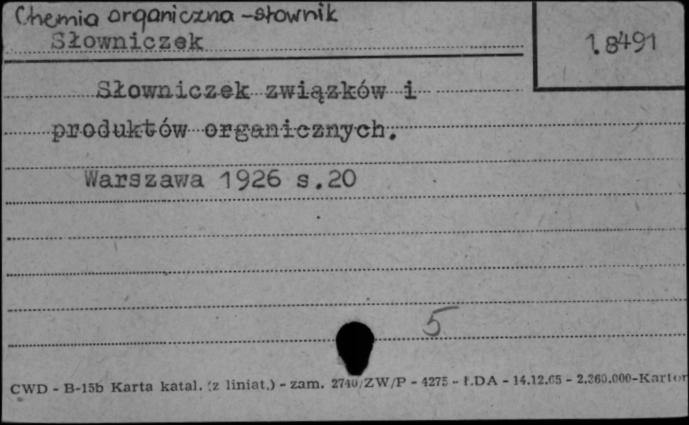 Chemia organiczna - słownik
Słowniczek
1.8491
Słowniczek związków i
produktów organicznych.
Warszawa 1926 s.20
5
CWD - B-15b Karta katal. (z liniat.) - zam. 2740/ZW/P - 4275 - ŁDA - 14.12.65 - 2.360.000-Karton